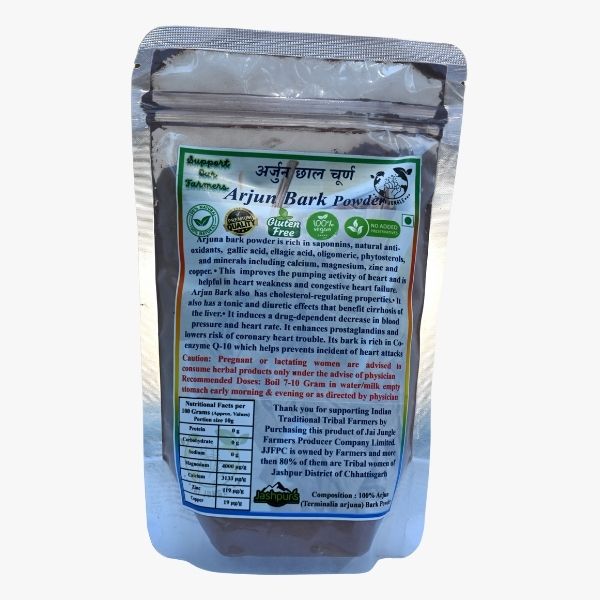 Support
Our
Farmers
अर्जुन छाल चूर्ण
Arjun Bark Powder
PREMIUM
QUALITY
Gluten
Free
100%
vegan
NO ADDED
PRESERVATIVES
Arjuna bark powder is rich in saponnins, natural anti-
oxidants, gallic acid, ellagic acid, oligomeric, phytosterols,
and minerals including calcium, magnesium, zinc and
copper. • This improves the pumping activity of heart and is
helpful in heart weakness and congestive heart failure.
Arjun Bark also has cholesterol-regulating properties.• It
also has a tonic and diuretic effects that benefit cirrhosis of
the liver.• It induces a drug-dependent decrease in blood
pressure and heart rate. It enhances prostaglandins and
lowers risk of coronary heart trouble. Its bark is rich in Co-
enzyme Q-10 which helps prevents incident of heart attacks
Caution: Pregnant or lactating women are advised to
consume herbal products only under the advise of physician
Recommended Doses: Boil 7-10 Gram in water/milk empty
stomach early morning & evening or as directed by physician
Nutritional Facts per
100 Grams (Approx. Values)
Portion size 10g
Protein 0 g
Carbohydrate 0 g
Sodium 0 g
Magnesium 4000 µg/g
Calcium 3133 µg/g
Zinc 119 µg/g
Copper 19 µg/g
Thank you for supporting Indian
Traditional Tribal Farmers by
Purchasing this product of Jai Jungle
Farmers Producer Company Limited.
JJFPC is owned by Farmers and more
then 80% of them are Tribal women of
Jashpur District of Chhattisgarh
Jashpure
Composition : 100% Arjun
(Terminalia arjuna) Bark Powder